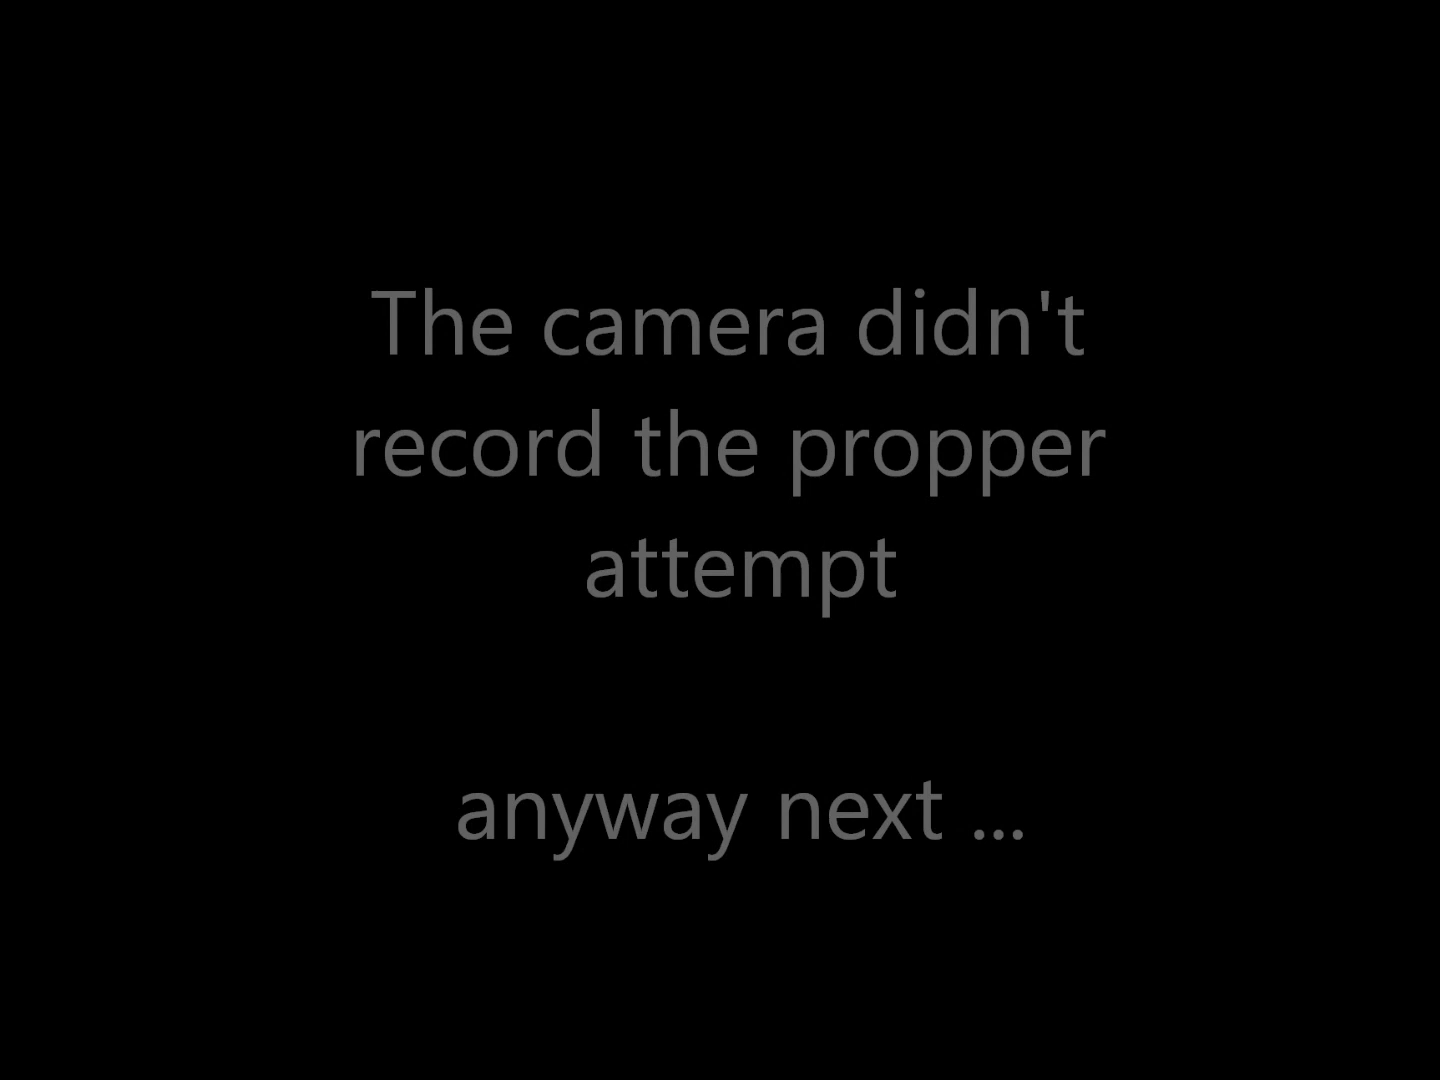 The camera didn't
record the propper
attempt
anyway next ...